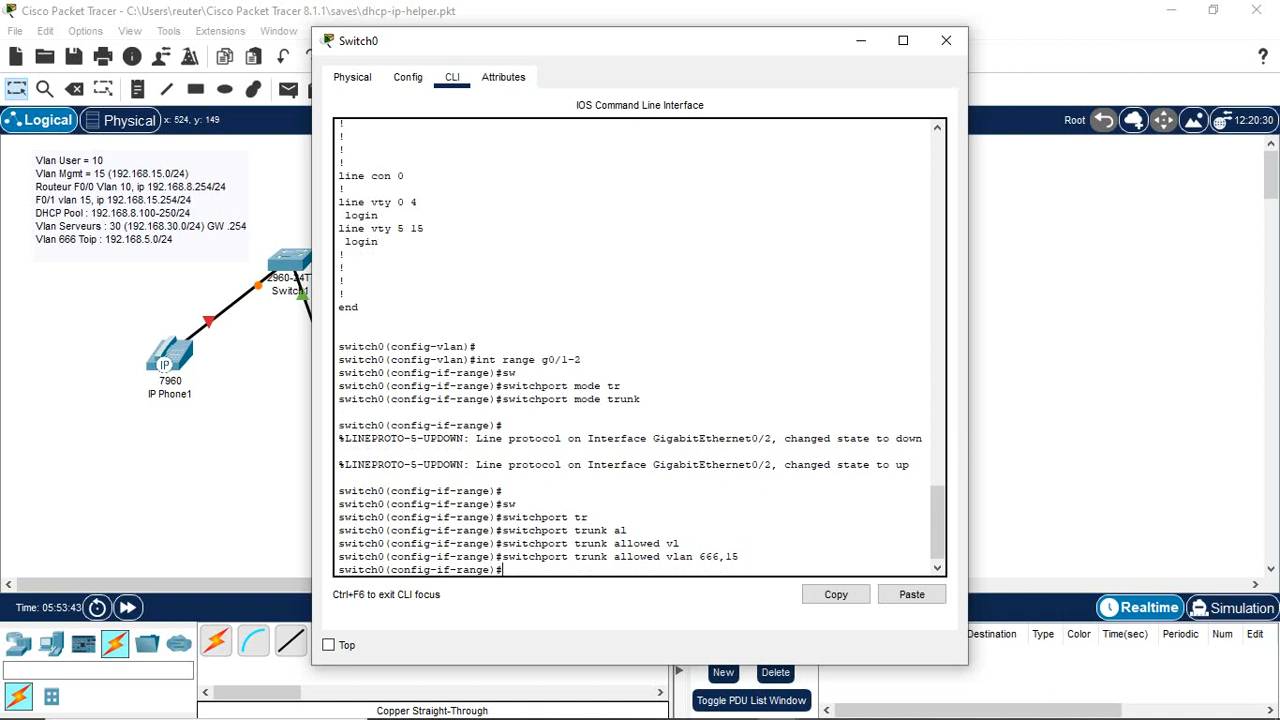 Cisco Packet Tracer - C:\Users\reuter\Cisco Packet Tracer 8.1.1\saves\dhcp-ip-helper.pkt
File Edit Options View Tools Extensions Window
Logical Physical x: 524, y: 149
Root 12:20:30
Vlan User = 10
Vlan Mgmt = 15 (192.168.15.0/24)
Routeur F0/0 Vlan 10, ip 192.168.8.254/24
F0/1 vlan 15, ip 192.168.15.254
DHCP Pool : 192.168.8.100-250/24
Vlan Serveurs : 30 (192.168.30.0/24) GW .254
Vlan 666 Toip : 192.168.5.0/24
2960-24T
Switch1
IP
7960
IP Phone1
Switch0
Physical Config CLI Attributes
IOS Command Line Interface
!
!
!
!
line con 0
!
line vty 0 4
login
line vty 5 15
login
!
!
!
!
end
switch0(config-vlan)#
switch0(config-vlan)#int range g0/1-2
switch0(config-if-range)#sw
switch0(config-if-range)#switchport mode tr
switch0(config-if-range)#switchport mode trunk
switch0(config-if-range)#
%LINEPROTO-5-UPDOWN: Line protocol on Interface GigabitEthernet0/2, changed state to down
%LINEPROTO-5-UPDOWN: Line protocol on Interface GigabitEthernet0/2, changed state to up
switch0(config-if-range)#
switch0(config-if-range)#sw
switch0(config-if-range)#switchport tr
switch0(config-if-range)#switchport trunk al
switch0(config-if-range)#switchport trunk allowed vl
switch0(config-if-range)#switchport trunk allowed vlan 666,15
switch0(config-if-range)#
Ctrl+F6 to exit CLI focus
Copy Paste
Top
Time: 05:53:43
Realtime Simulation
Destination Type Color Time(sec) Periodic Num Edit
New Delete
Toggle PDU List Window
Copper Straight-Through